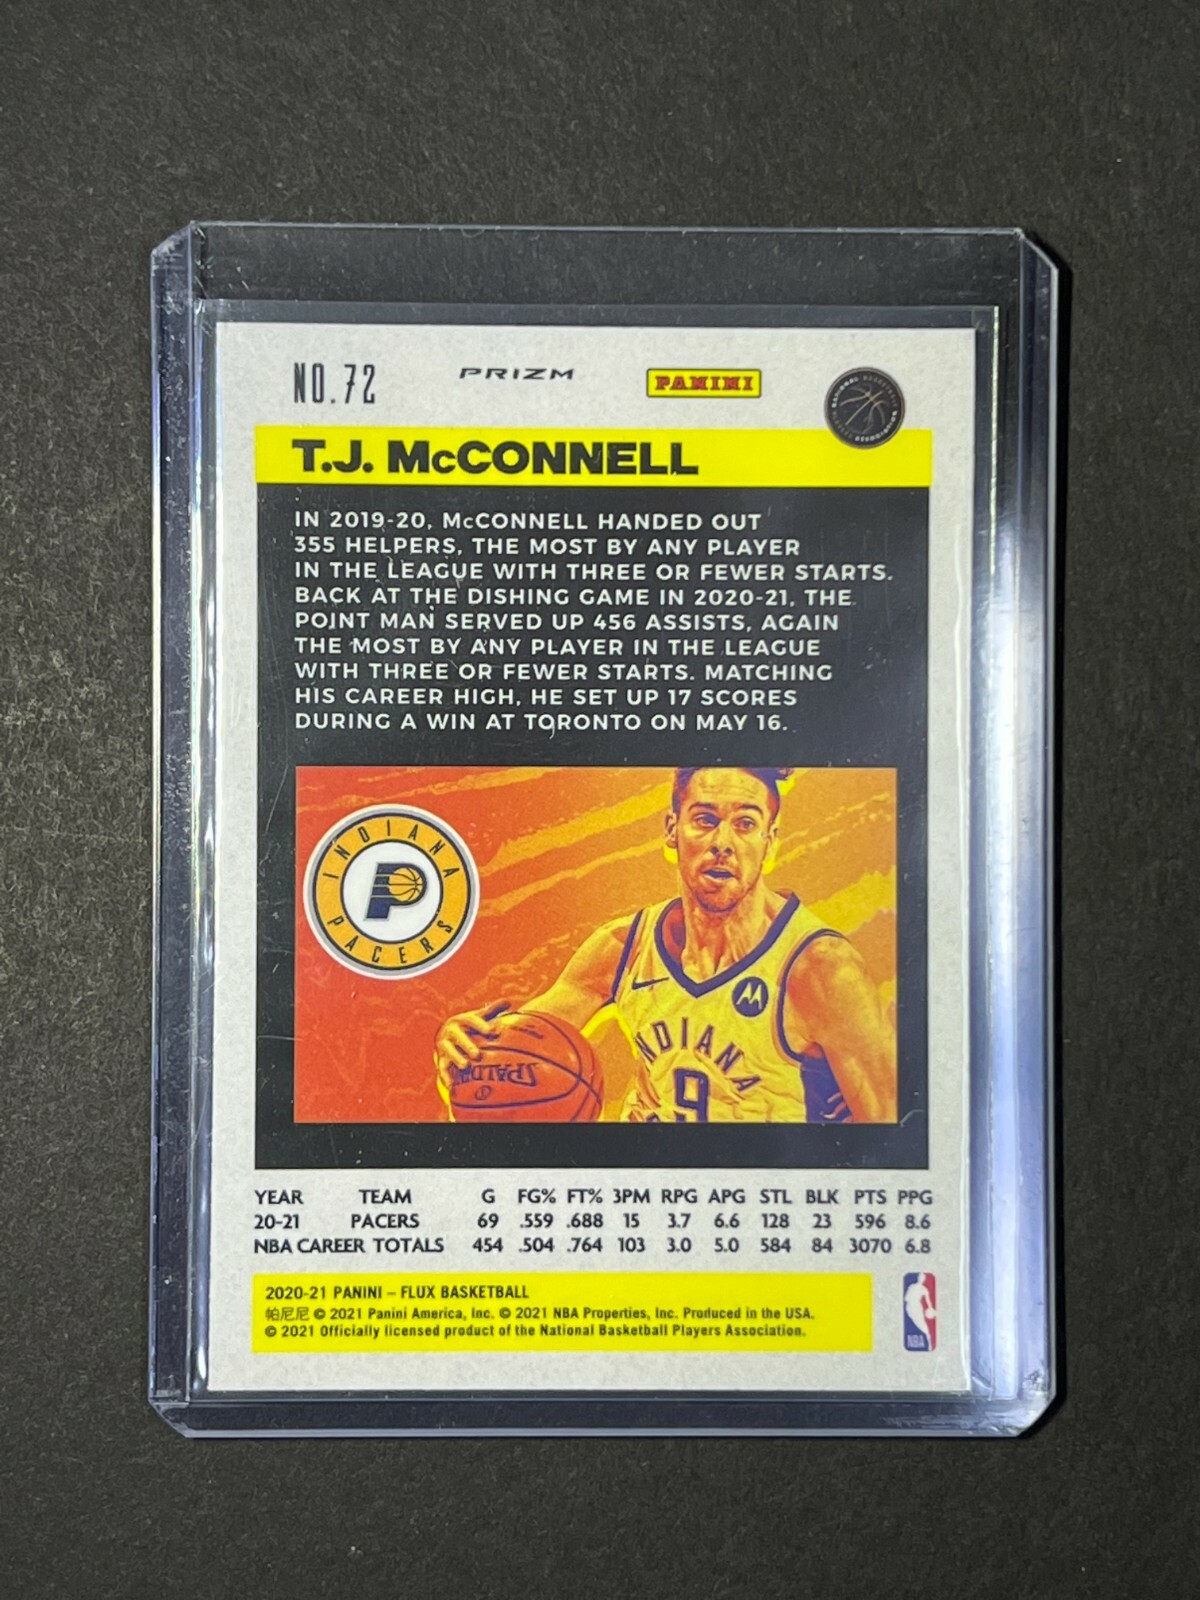 NO.72 PRIZM PANINI
NATIONAL BASKETBALL
T.J. McCONNELL
IN 2019-20, McCONNELL HANDED OUT
355 HELPERS, THE MOST BY ANY PLAYER
IN THE LEAGUE WITH THREE OR FEWER STARTS.
BACK AT THE DISHING GAME IN 2020-21, THE
POINT MAN SERVED UP 456 ASSISTS, AGAIN
THE MOST BY ANY PLAYER IN THE LEAGUE
WITH THREE OR FEWER STARTS. MATCHING
HIS CAREER HIGH, HE SET UP 17 SCORES
DURING A WIN AT TORONTO ON MAY 16.
INDIANA
P
PACERS
SPALDING
INDIANA
9
YEAR TEAM G FG% FT% 3PM RPG APG STL BLK PTS PPG
20-21 PACERS 69 .559 .688 15 3.7 6.6 128 23 596 8.6
NBA CAREER TOTALS 454 .504 .764 103 3.0 5.0 584 84 3070 6.8
2020-21 PANINI – FLUX BASKETBALL
帕尼尼 © 2021 Panini America, Inc. © 2021 NBA Properties, Inc. Produced in the USA.
© 2021 Officially licensed product of the National Basketball Players Association.
NBA